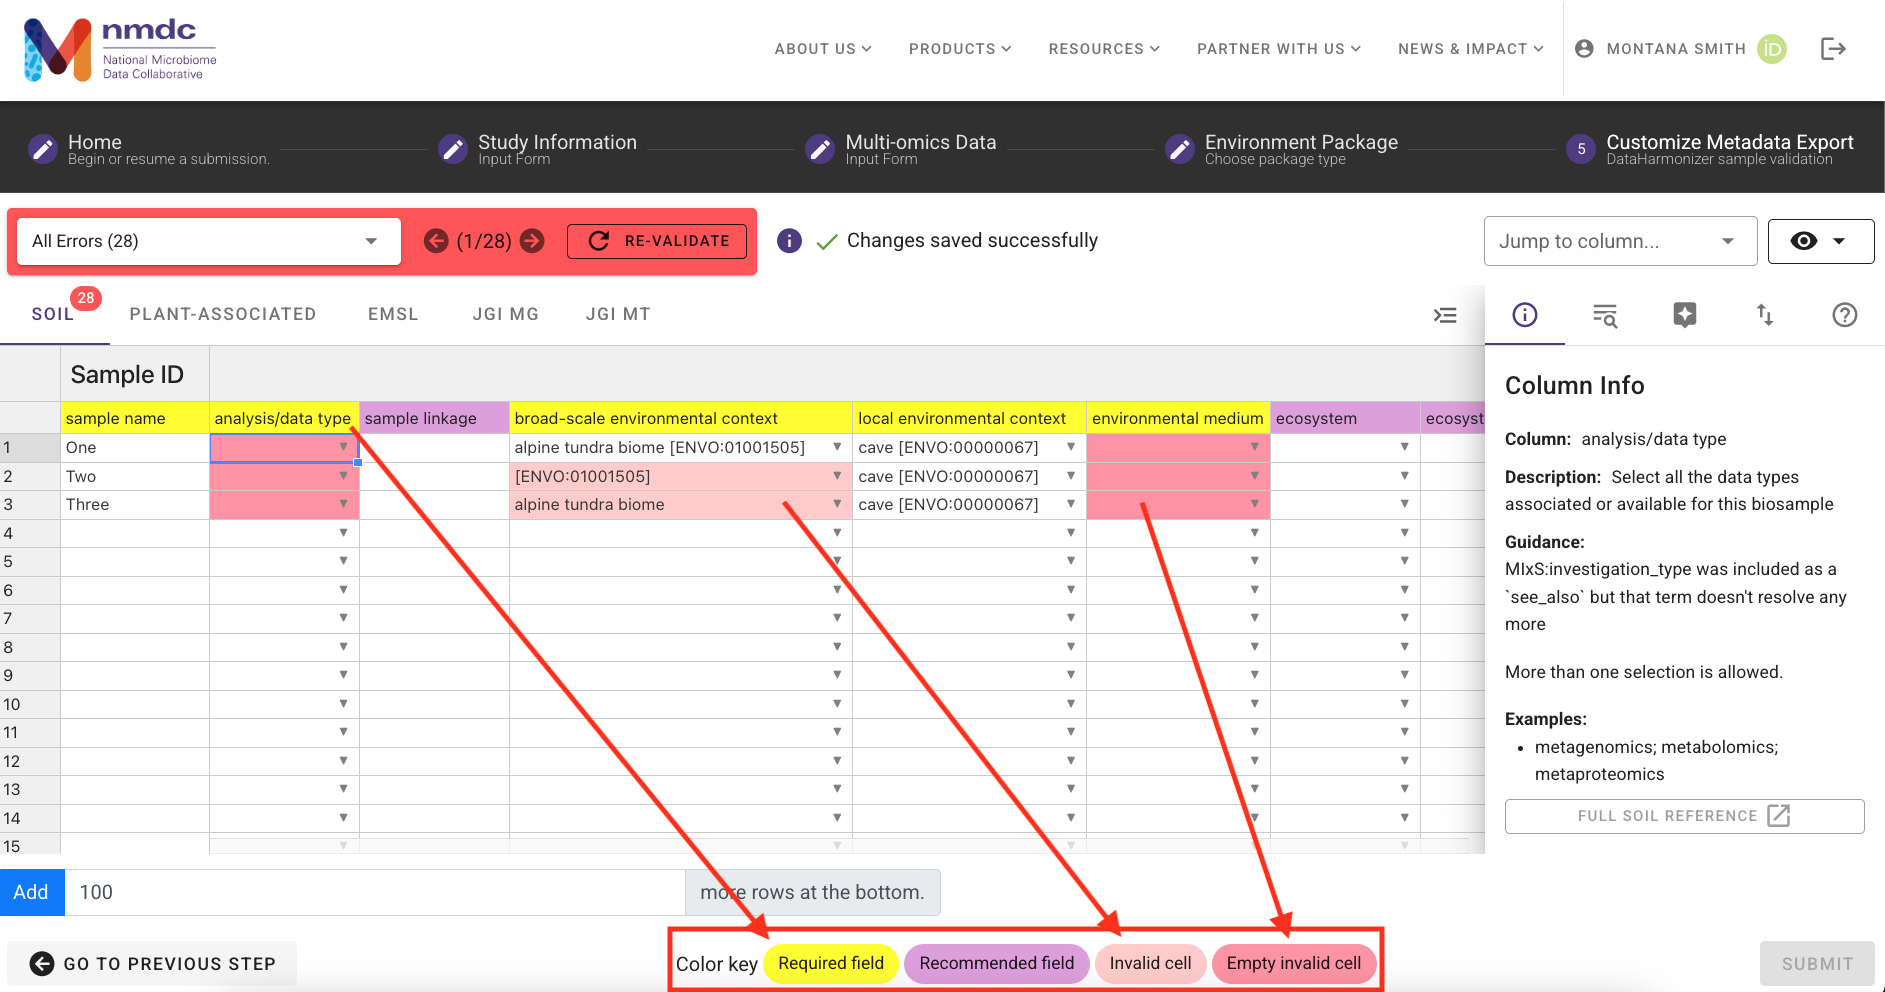 nmdc
National Microbiome
Data Collaborative
ABOUT US
PRODUCTS
RESOURCES
PARTNER WITH US
NEWS & IMPACT
MONTANA SMITH
iD
Home
Begin or resume a submission.
Study Information
Input Form
Multi-omics Data
Input Form
Environment Package
Choose package type
5
Customize Metadata Export
DataHarmonizer sample validation
All Errors (28)
(1/28)
RE-VALIDATE
i
Changes saved successfully
Jump to column...
SOIL
28
PLANT-ASSOCIATED
EMSL
JGI MG
JGI MT
Sample ID
sample name analysis/data type sample linkage broad-scale environmental context local environmental context environmental medium ecosystem ecosyst
1 One alpine tundra biome [ENVO:01001505] cave [ENVO:00000067]
2 Two [ENVO:01001505] cave [ENVO:00000067]
3 Three alpine tundra biome cave [ENVO:00000067]
4
5
6
7
8
9
10
11
12
13
14
15
Column Info
Column: analysis/data type
Description: Select all the data types
associated or available for this biosample
Guidance:
MIxS:investigation_type was included as a
`see_also` but that term doesn't resolve any
more
More than one selection is allowed.
Examples:
• metagenomics; metabolomics;
metaproteomics
FULL SOIL REFERENCE
Add 100 more rows at the bottom.
GO TO PREVIOUS STEP
Color key Required field Recommended field Invalid cell Empty invalid cell
SUBMIT